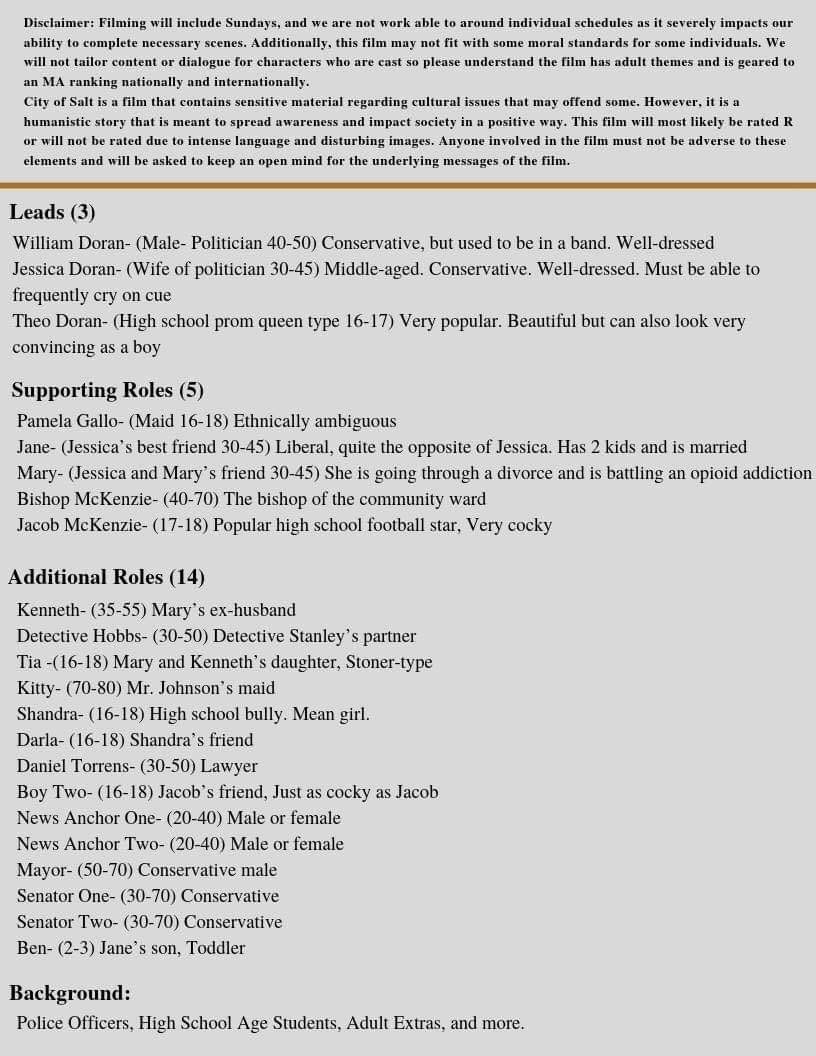 Disclaimer: Filming will include Sundays, and we are not work able to around individual schedules as it severely impacts our
ability to complete necessary scenes. Additionally, this film may not fit with some moral standards for some individuals. We
will not tailor content or dialogue for characters who are cast so please understand the film has adult themes and is geared to
an MA ranking nationally and internationally.
City of Salt is a film that contains sensitive material regarding cultural issues that may offend some. However, it is a
humanistic story that is meant to spread awareness and impact society in a positive way. This film will most likely be rated R
or will not be rated due to intense language and disturbing images. Anyone involved in the film must not be adverse to these
elements and will be asked to keep an open mind for the underlying messages of the film.
Leads (3)
William Doran- (Male- Politician 40-50) Conservative, but used to be in a band. Well-dressed
Jessica Doran- (Wife of politician 30-45) Middle-aged. Conservative. Well-dressed. Must be able to
frequently cry on cue
Theo Doran- (High school prom queen type 16-17) Very popular. Beautiful but can also look very
convincing as a boy
Supporting Roles (5)
Pamela Gallo- (Maid 16-18) Ethnically ambiguous
Jane- (Jessica’s best friend 30-45) Liberal, quite the opposite of Jessica. Has 2 kids and is married
Mary- (Jessica and Mary’s friend 30-45) She is going through a divorce and is battling an opioid addiction
Bishop McKenzie- (40-70) The bishop of the community ward
Jacob McKenzie- (17-18) Popular high school football star, Very cocky
Additional Roles (14)
Kenneth- (35-55) Mary’s ex-husband
Detective Hobbs- (30-50) Detective Stanley’s partner
Tia -(16-18) Mary and Kenneth’s daughter, Stoner-type
Kitty- (70-80) Mr. Johnson’s maid
Shandra- (16-18) High school bully. Mean girl.
Darla- (16-18) Shandra’s friend
Daniel Torrens- (30-50) Lawyer
Boy Two- (16-18) Jacob’s friend, Just as cocky as Jacob
News Anchor One- (20-40) Male or female
News Anchor Two- (20-40) Male or female
Mayor- (50-70) Conservative male
Senator One- (30-70) Conservative
Senator Two- (30-70) Conservative
Ben- (2-3) Jane’s son, Toddler
Background:
Police Officers, High School Age Students, Adult Extras, and more.